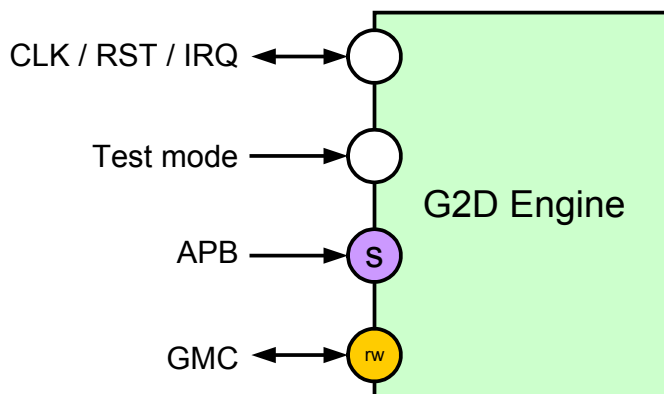 CLK / RST / IRQ
Test mode
G2D Engine
APB
S
GMC
rw